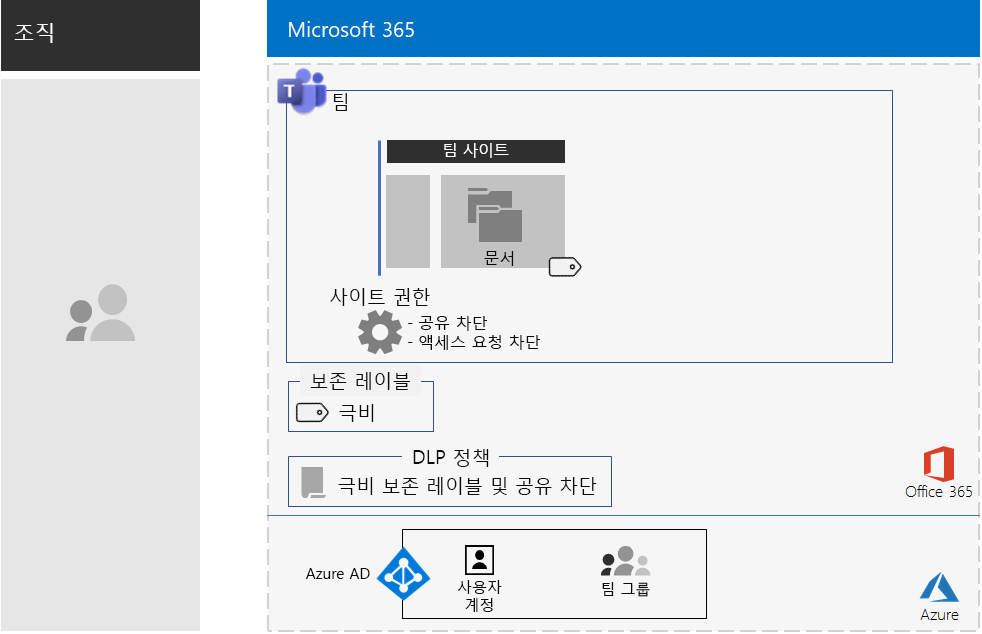 조직
Microsoft 365
T
팀
팀 사이트
문서
사이트 권한
- 공유 차단
- 액세스 요청 차단
보존 레이블
극비
DLP 정책
극비 보존 레이블 및 공유 차단
Office 365
Azure AD
사용자
계정
팀 그룹
Azure